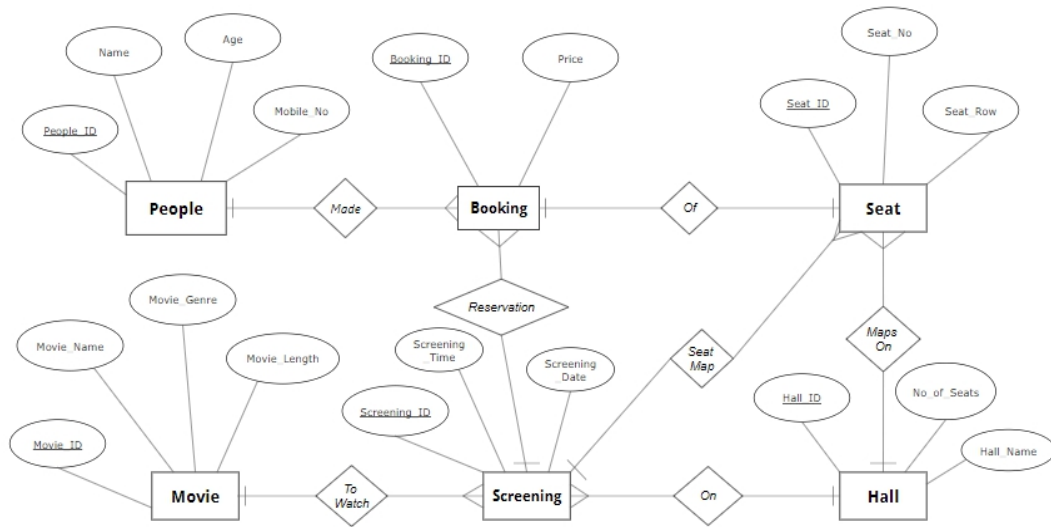 Seat_No
Age
Name
Booking_ID
Price
Seat_ID
Mobile_No
Seat_Row
People_ID
People
Made
Booking
Of
Seat
Movie_Genre
Reservation
Movie_Name
Screening
_Time
Maps
On
Movie_Length
Seat
Map
Screening
_Date
Hall_ID
No_of_Seats
Screening_ID
Movie_ID
Hall_Name
Movie
To
Watch
Screening
On
Hall